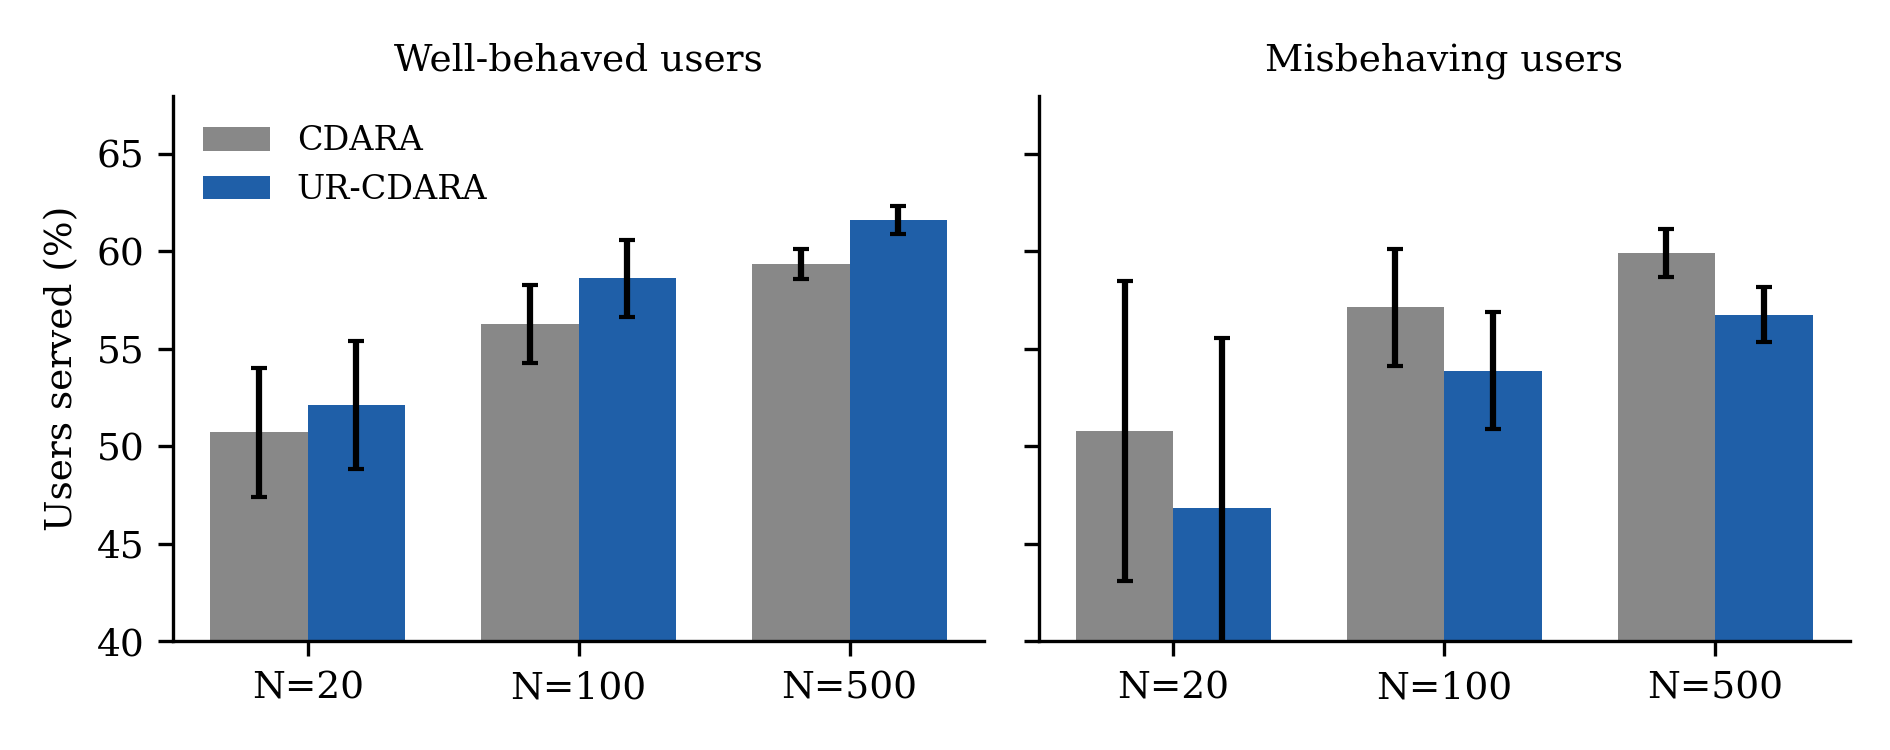 Well-behaved users
Misbehaving users
CDARA
UR-CDARA
Users served (%)
65
60
55
50
45
40
N=20
N=100
N=500
N=20
N=100
N=500